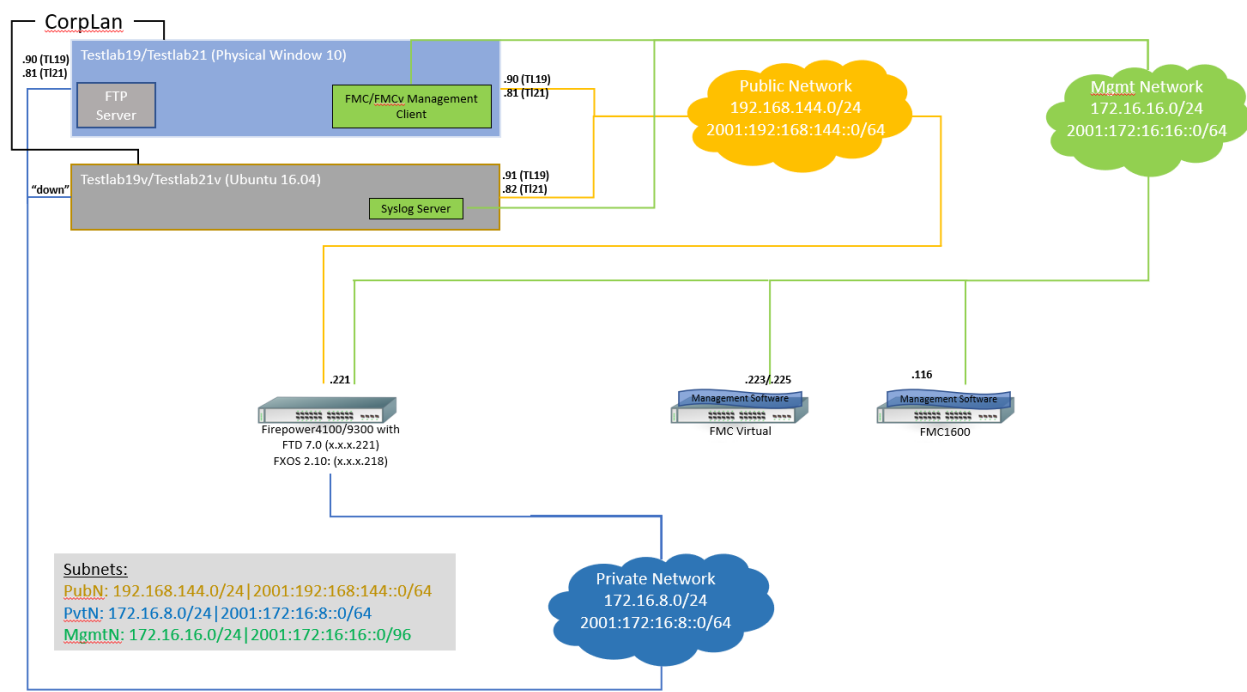 CorpLan
.90 (TL19)
.81 (Tl21)
Testlab19/Testlab21 (Physical Window 10)
FTP
Server
FMC/FMCv Management
Client
.90 (TL19)
.81 (Tl21)
Public Network
192.168.144.0/24
2001:192:168:144::0/64
Mgmt Network
172.16.16.0/24
2001:172:16:16::0/64
"down"
Testlab19v/Testlab21v (Ubuntu 16.04)
Syslog Server
.91 (TL19)
.82 (Tl21)
.221
Firepower4100/9300 with
FTD 7.0 (x.x.x.221)
FXOS 2.10: (x.x.x.218)
.223/.225
Management Software
FMC Virtual
.116
Management Software
FMC1600
Subnets:
PubN: 192.168.144.0/24|2001:192:168:144::0/64
PvtN: 172.16.8.0/24|2001:172:16:8::0/64
MgmtN: 172.16.16.0/24|2001:172:16:16::0/96
Private Network
172.16.8.0/24
2001:172:16:8::0/64